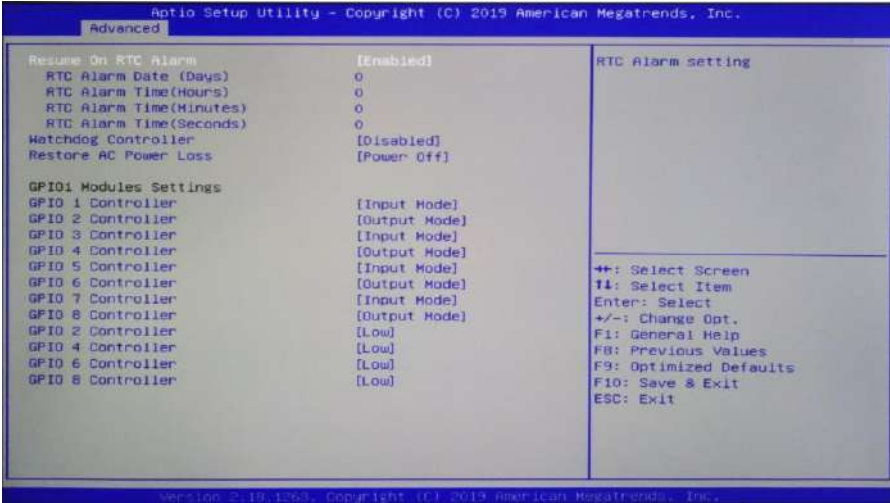 Aptio Setup Utility - Copyright (C) 2019 American Megatrends, Inc.
Advanced
Resume On RTC Alarm [Enabled]
RTC Alarm Date (Days) 0
RTC Alarm Time(Hours) 0
RTC Alarm Time(Minutes) 0
RTC Alarm Time(Seconds) 0
Watchdog Controller [Disabled]
Restore AC Power Loss [Power Off]
GPIO1 Modules Settings
GPIO 1 Controller [Input Mode]
GPIO 2 Controller [Output Mode]
GPIO 3 Controller [Input Mode]
GPIO 4 Controller [Output Mode]
GPIO 5 Controller [Input Mode]
GPIO 6 Controller [Output Mode]
GPIO 7 Controller [Input Mode]
GPIO 8 Controller [Output Mode]
GPIO 2 Controller [Low]
GPIO 4 Controller [Low]
GPIO 6 Controller [Low]
GPIO 8 Controller [Low]
RTC Alarm setting
→←: Select Screen
↑↓: Select Item
Enter: Select
+/-: Change Opt.
F1: General Help
F8: Previous Values
F9: Optimized Defaults
F10: Save & Exit
ESC: Exit
Version 2.18.1263. Copyright (C) 2019 American Megatrends, Inc.